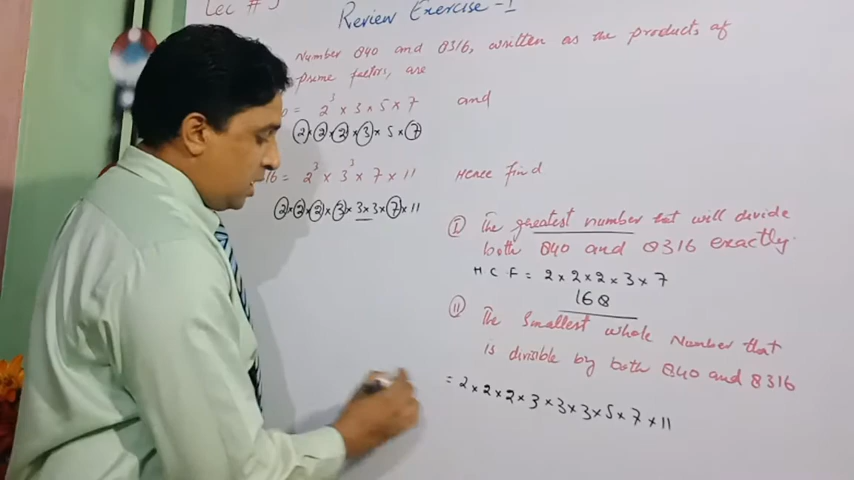 Lec # 5
Review Exercise-1
Number 840 and 8316, written as the products of
prime factors, are
0 = 2³ × 3 × 5 × 7 and
2×2×2×3×5×7
16 = 2³ × 3³ × 7 × 11 Hence find
2×2×2×3×3×3×7×11
I The greatest number that will divide
both 840 and 8316 exactly.
H C F = 2 × 2 × 2 × 3 × 7
168
II The Smallest whole Number that
is divisible by both 840 and 8316
= 2 × 2 × 2 × 3 × 3 × 3 × 5 × 7 × 11